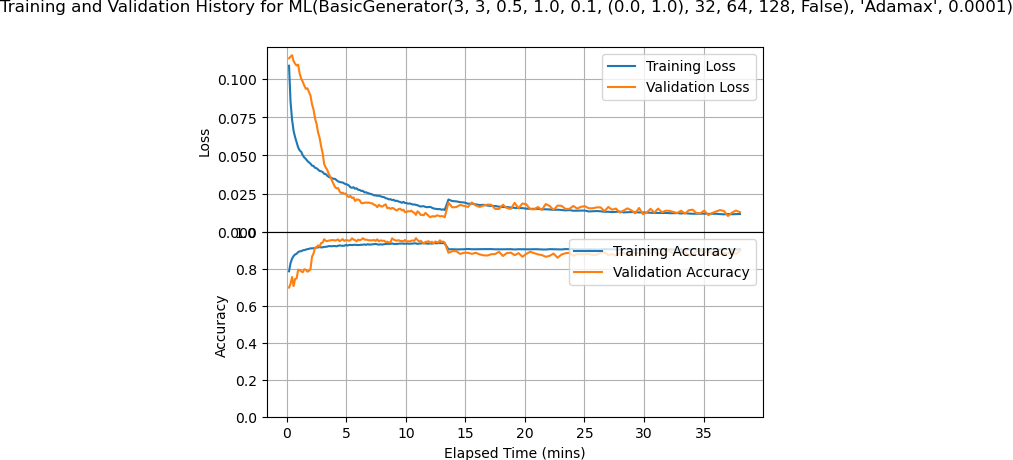 Training and Validation History for ML(BasicGenerator(3, 3, 0.5, 1.0, 0.1, (0.0, 1.0), 32, 64, 128, False), 'Adamax', 0.0001)
0.100
0.075
0.050
0.025
0.000
Loss
Training Loss
Validation Loss
1.0
0.8
0.6
0.4
0.2
0.0
Accuracy
Training Accuracy
Validation Accuracy
0 5 10 15 20 25 30 35
Elapsed Time (mins)